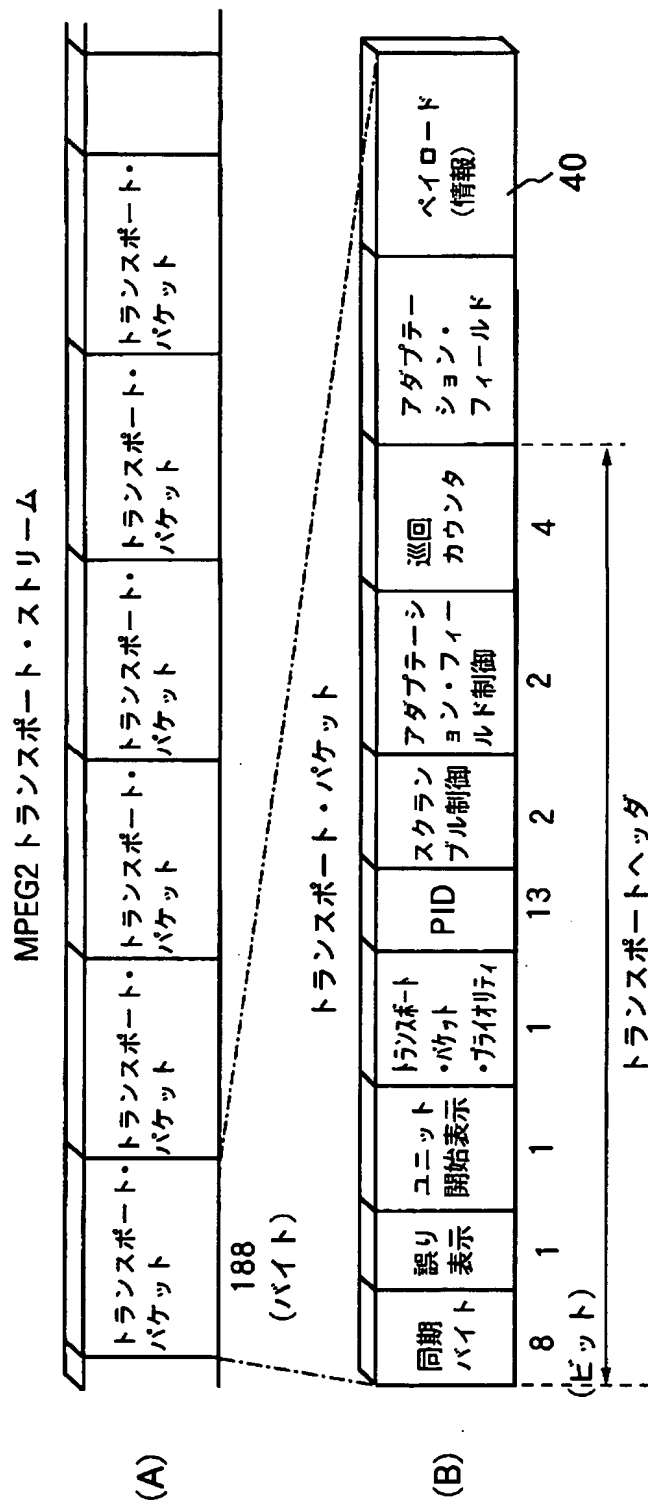 MPEG2 トランスポート・ストリーム
(A)
トランスポート・
パケット
トランスポート・
パケット
トランスポート・
パケット
トランスポート・
パケット
トランスポート・
パケット
トランスポート・
パケット
188
(バイト)
トランスポート・パケット
(B)
同期
バイト
誤り
表示
ユニット
開始表示
トランスポート
・パケット
・プライオリティ
PID
スクラン
ブル制御
アダプテーシ
ョン・フィー
ルド制御
巡回
カウンタ
アダプテー
ション・
フィールド
ペイロード
(情報)
8
1
1
1
13
2
2
4
40
(ビット)
トランスポートヘッダ